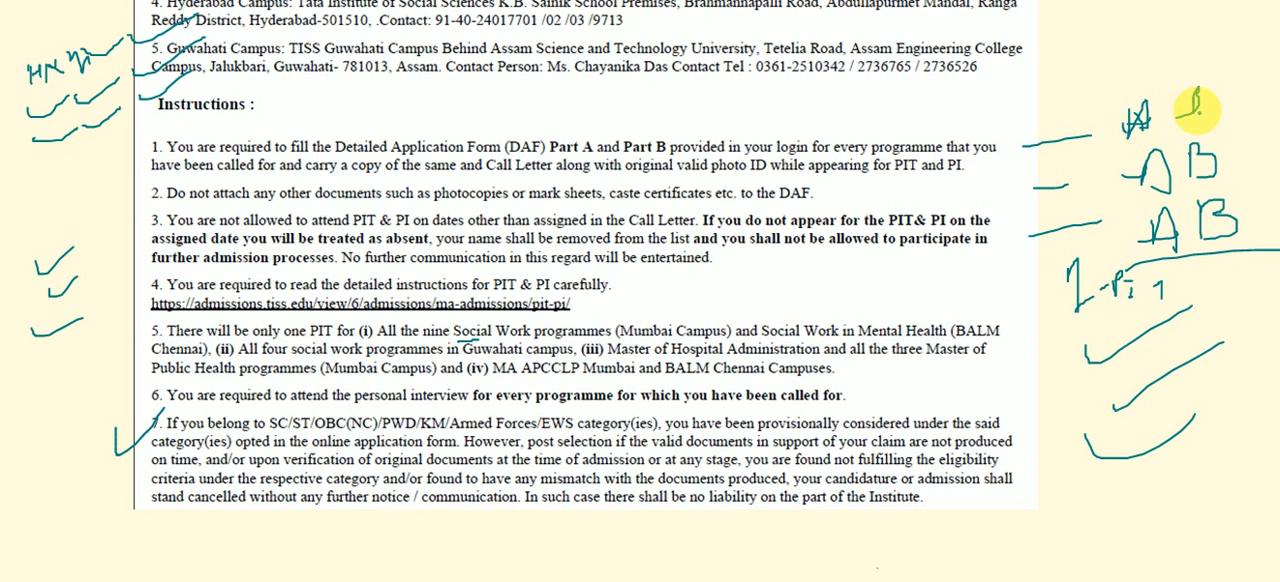 4. Hyderabad Campus: Tata Institute of Social Sciences K.B. Sainik School Premises, Brahmannapalli Road, Abdullapurmet Mandal, Ranga
Reddy District, Hyderabad-501510, .Contact: 91-40-24017701 /02 /03 /9713
5. Guwahati Campus: TISS Guwahati Campus Behind Assam Science and Technology University, Tetelia Road, Assam Engineering College
Campus, Jalukbari, Guwahati- 781013, Assam. Contact Person: Ms. Chayanika Das Contact Tel : 0361-2510342 / 2736765 / 2736526
Instructions :
1. You are required to fill the Detailed Application Form (DAF) Part A and Part B provided in your login for every programme that you
have been called for and carry a copy of the same and Call Letter along with original valid photo ID while appearing for PIT and PI.
A B
2. Do not attach any other documents such as photocopies or mark sheets, caste certificates etc. to the DAF.
3. You are not allowed to attend PIT & PI on dates other than assigned in the Call Letter. If you do not appear for the PIT& PI on the
A B
assigned date you will be treated as absent, your name shall be removed from the list and you shall not be allowed to participate in
further admission processes. No further communication in this regard will be entertained.
4. You are required to read the detailed instructions for PIT & PI carefully.
https://admissions.tiss.edu/view/6/admissions/ma-admissions/pit-pi/
5. There will be only one PIT for (i) All the nine Social Work programmes (Mumbai Campus) and Social Work in Mental Health (BALM
Chennai), (ii) All four social work programmes in Guwahati campus, (iii) Master of Hospital Administration and all the three Master of
Public Health programmes (Mumbai Campus) and (iv) MA APCCLP Mumbai and BALM Chennai Campuses.
6. You are required to attend the personal interview for every programme for which you have been called for.
7. If you belong to SC/ST/OBC(NC)/PWD/KM/Armed Forces/EWS category(ies), you have been provisionally considered under the said
category(ies) opted in the online application form. However, post selection if the valid documents in support of your claim are not produced
on time, and/or upon verification of original documents at the time of admission or at any stage, you are found not fulfilling the eligibility
criteria under the respective category and/or found to have any mismatch with the documents produced, your candidature or admission shall
stand cancelled without any further notice / communication. In such case there shall be no liability on the part of the Institute.